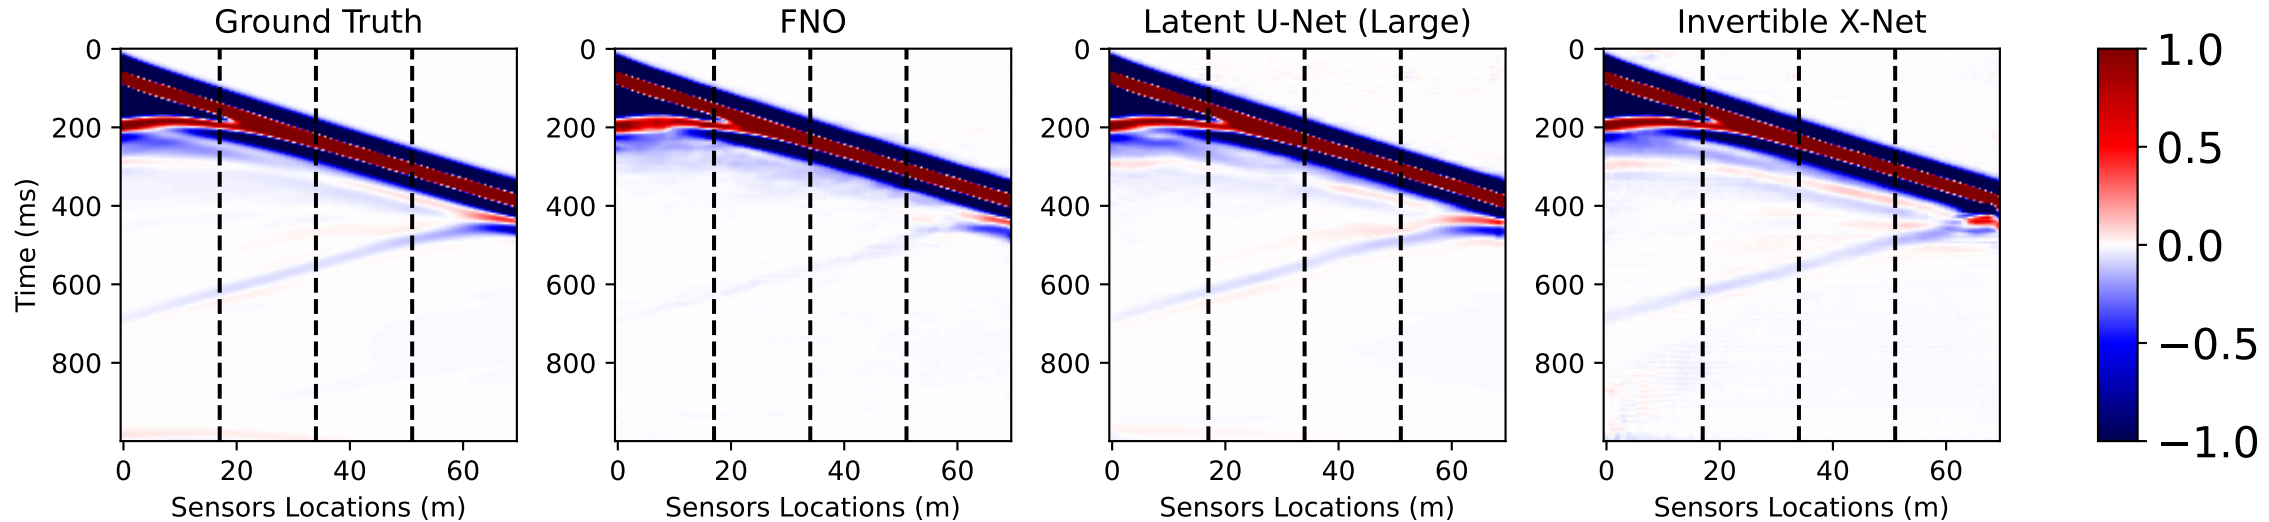 Ground Truth
FNO
Latent U-Net (Large)
Invertible X-Net
0
200
400
600
800
Time (ms)
0 20 40 60
Sensors Locations (m)
0
200
400
600
800
0 20 40 60
Sensors Locations (m)
0
200
400
600
800
0 20 40 60
Sensors Locations (m)
0
200
400
600
800
0 20 40 60
Sensors Locations (m)
1.0
0.5
0.0
−0.5
−1.0